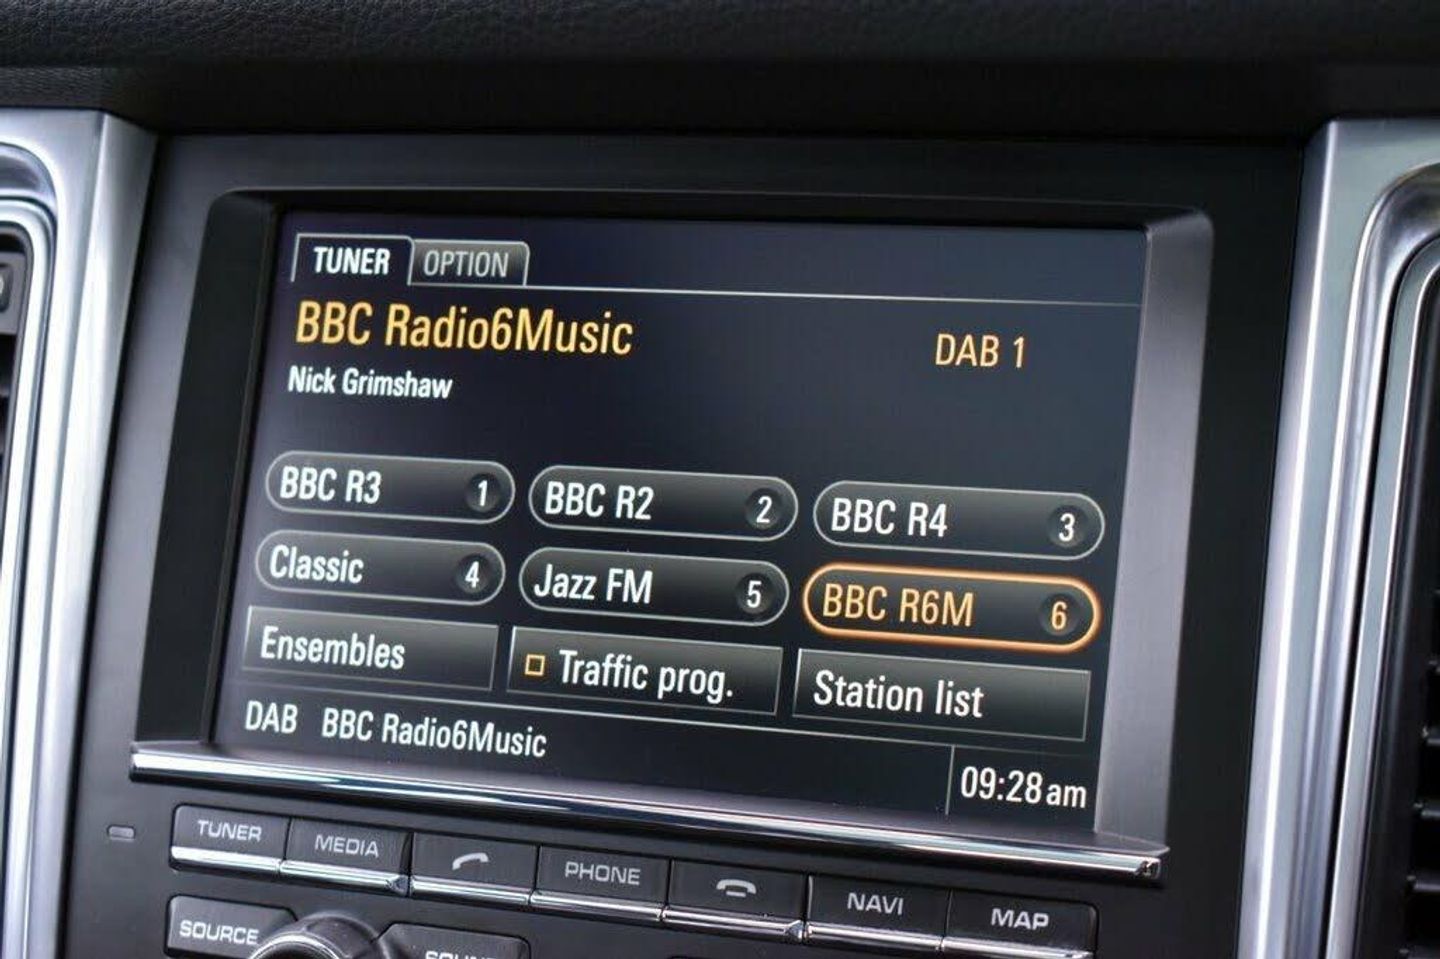 TUNER OPTION
BBC Radio6Music DAB 1
Nick Grimshaw
BBC R3 1 BBC R2 2 BBC R4 3
Classic 4 Jazz FM 5 BBC R6M 6
Ensembles Traffic prog. Station list
DAB BBC Radio6Music 09:28am
TUNER MEDIA PHONE NAVI MAP
SOURCE